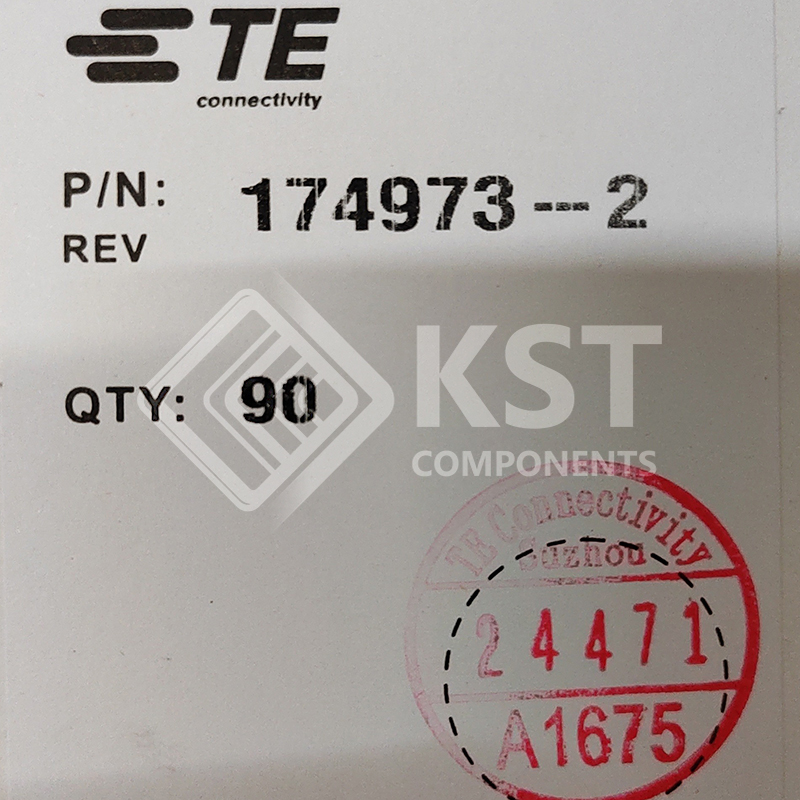 TE
connectivity
P/N: 174973--2
REV
KST
QTY: 90
COMPONENTS
TE Connectivity
Suzhou
24471
A1675